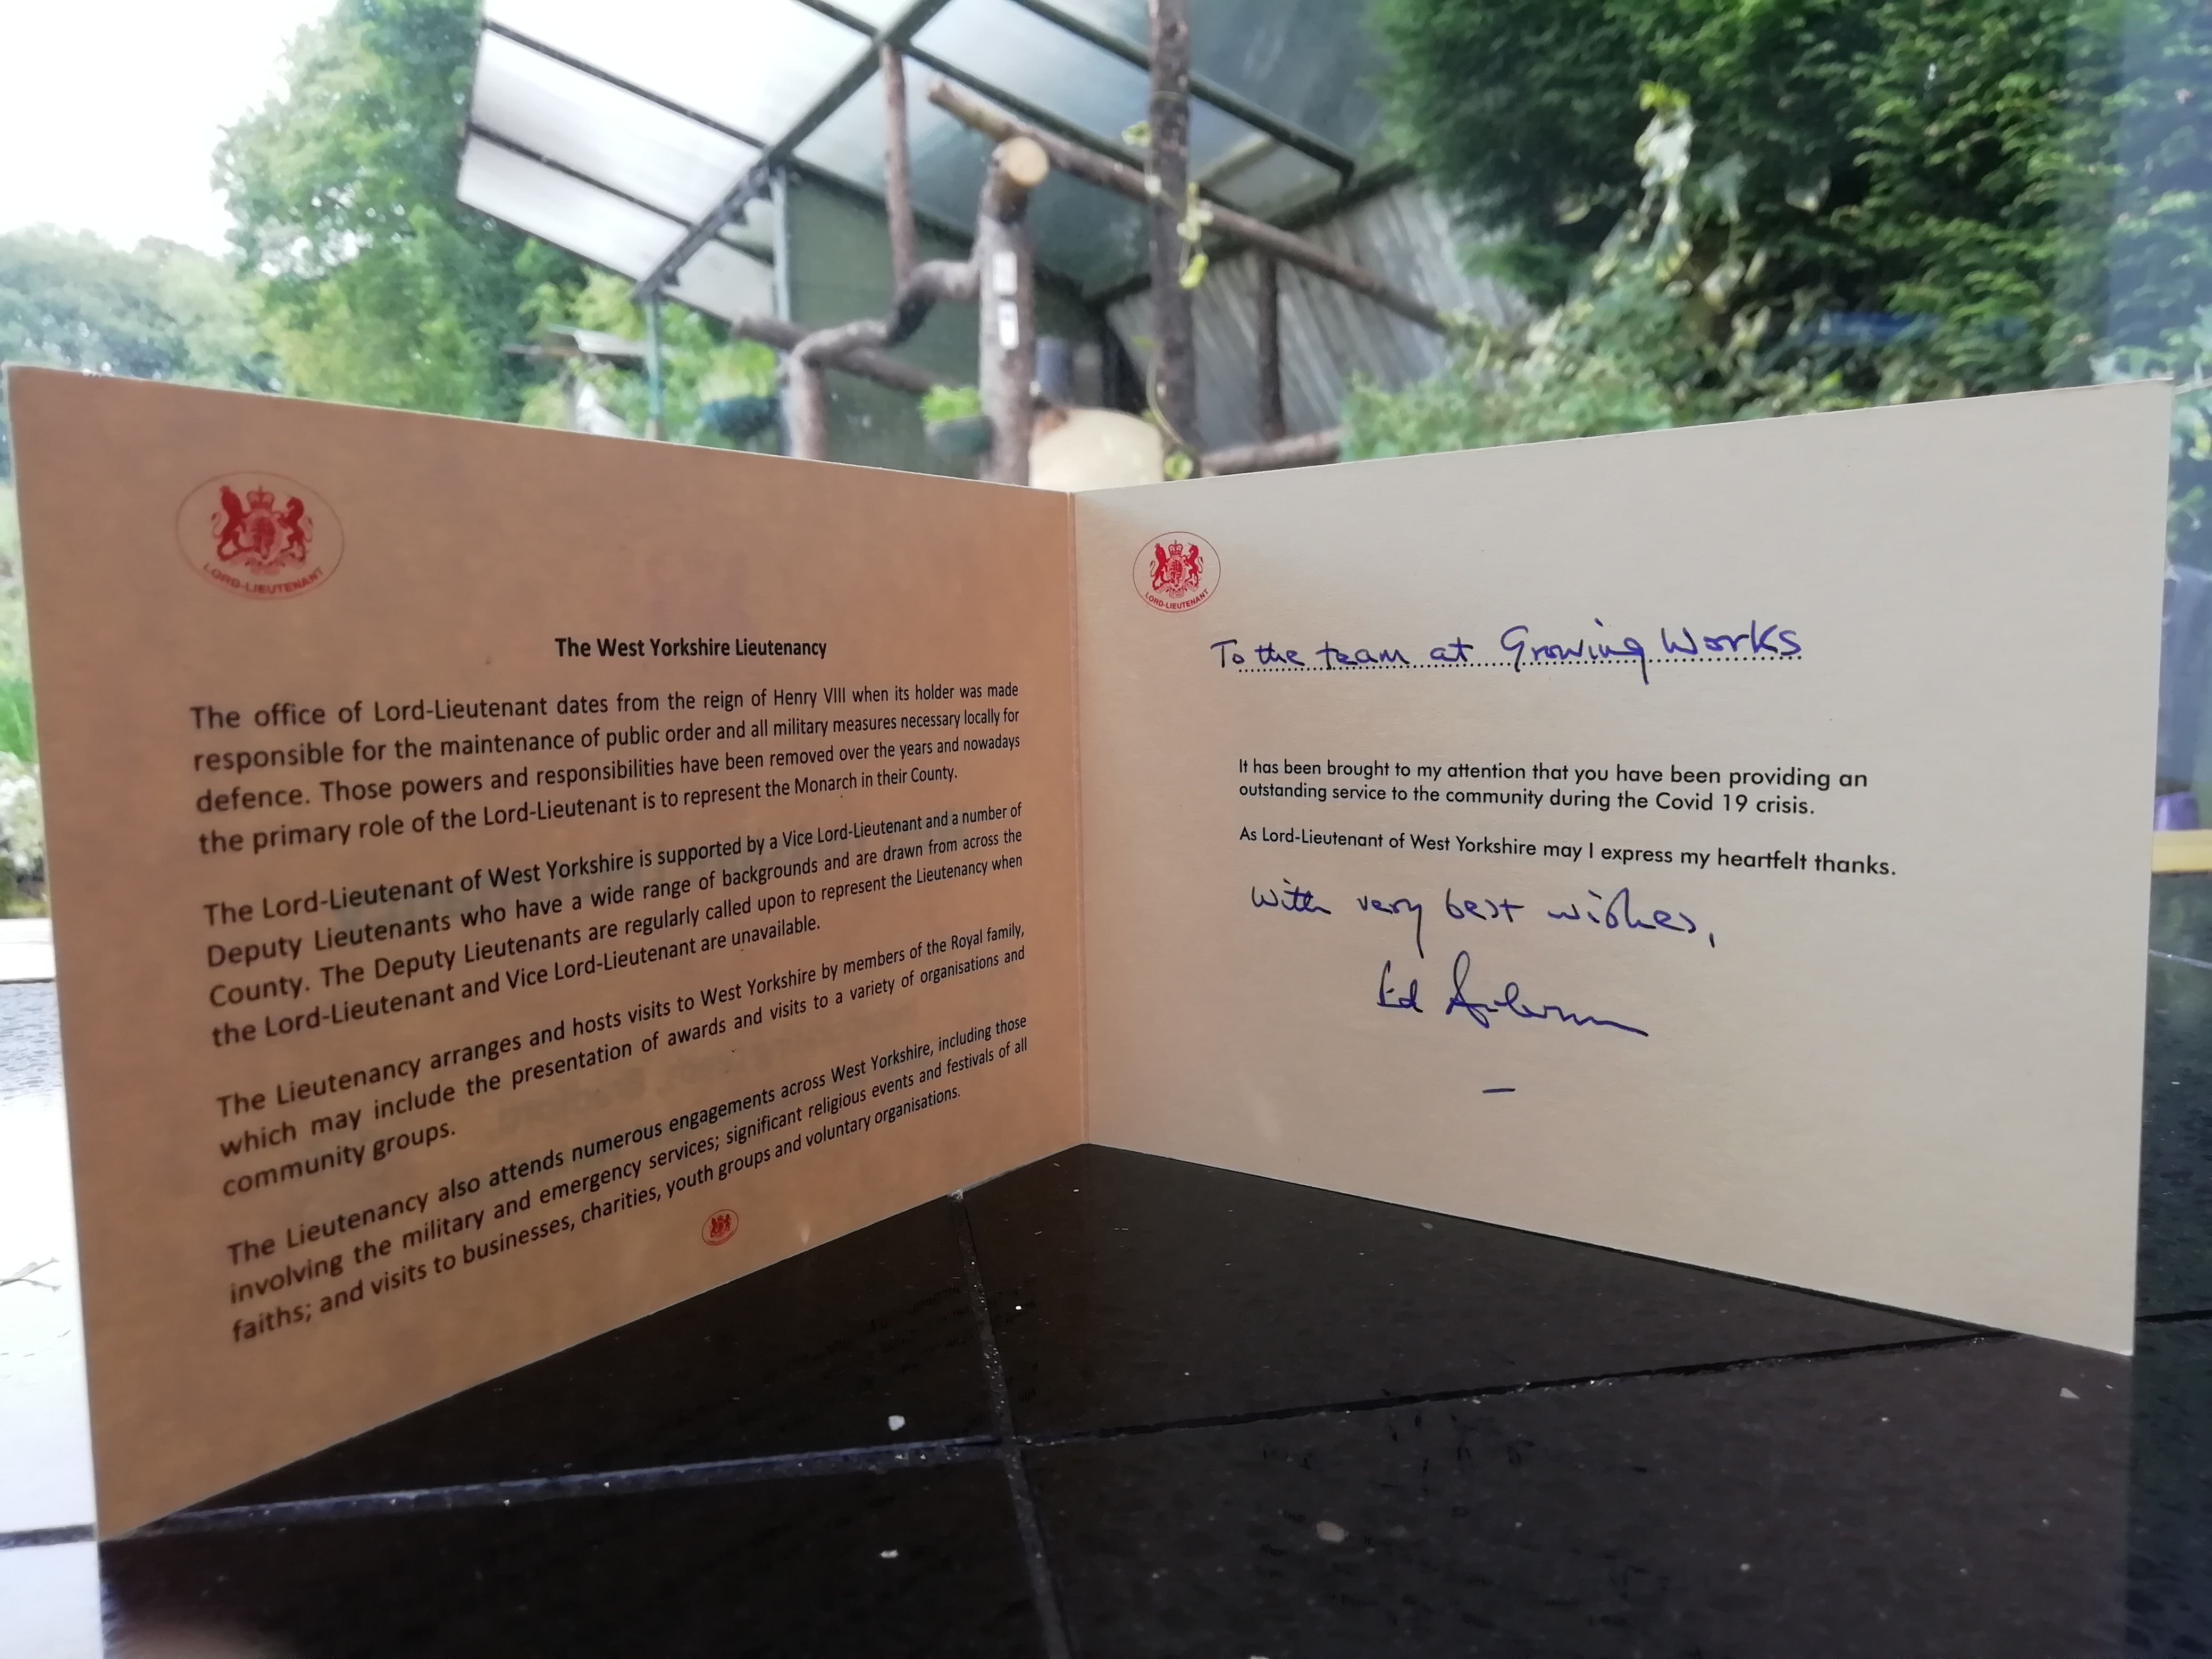 LORD-LIEUTENANT
The West Yorkshire Lieutenancy
The office of Lord-Lieutenant dates from the reign of Henry VIII when its holder was made
responsible for the maintenance of public order and all military measures necessary locally for
defence. Those powers and responsibilities have been removed over the years and nowadays
the primary role of the Lord-Lieutenant is to represent the Monarch in their County.
The Lord-Lieutenant of West Yorkshire is supported by a Vice Lord-Lieutenant and a number of
Deputy Lieutenants who have a wide range of backgrounds and are drawn from across the
County. The Deputy Lieutenants are regularly called upon to represent the Lieutenancy when
the Lord-Lieutenant and Vice Lord-Lieutenant are unavailable.
The Lieutenancy arranges and hosts visits to West Yorkshire by members of the Royal family,
which may include the presentation of awards and visits to a variety of organisations and
community groups.
The Lieutenancy also attends numerous engagements across West Yorkshire, including those
involving the military and emergency services; significant religious events and festivals of all
faiths; and visits to businesses, charities, youth groups and voluntary organisations.
LORD-LIEUTENANT
To the team at Growing Works
It has been brought to my attention that you have been providing an
outstanding service to the community during the Covid 19 crisis.
As Lord-Lieutenant of West Yorkshire may I express my heartfelt thanks.
With very best wishes,
Ed Anderson